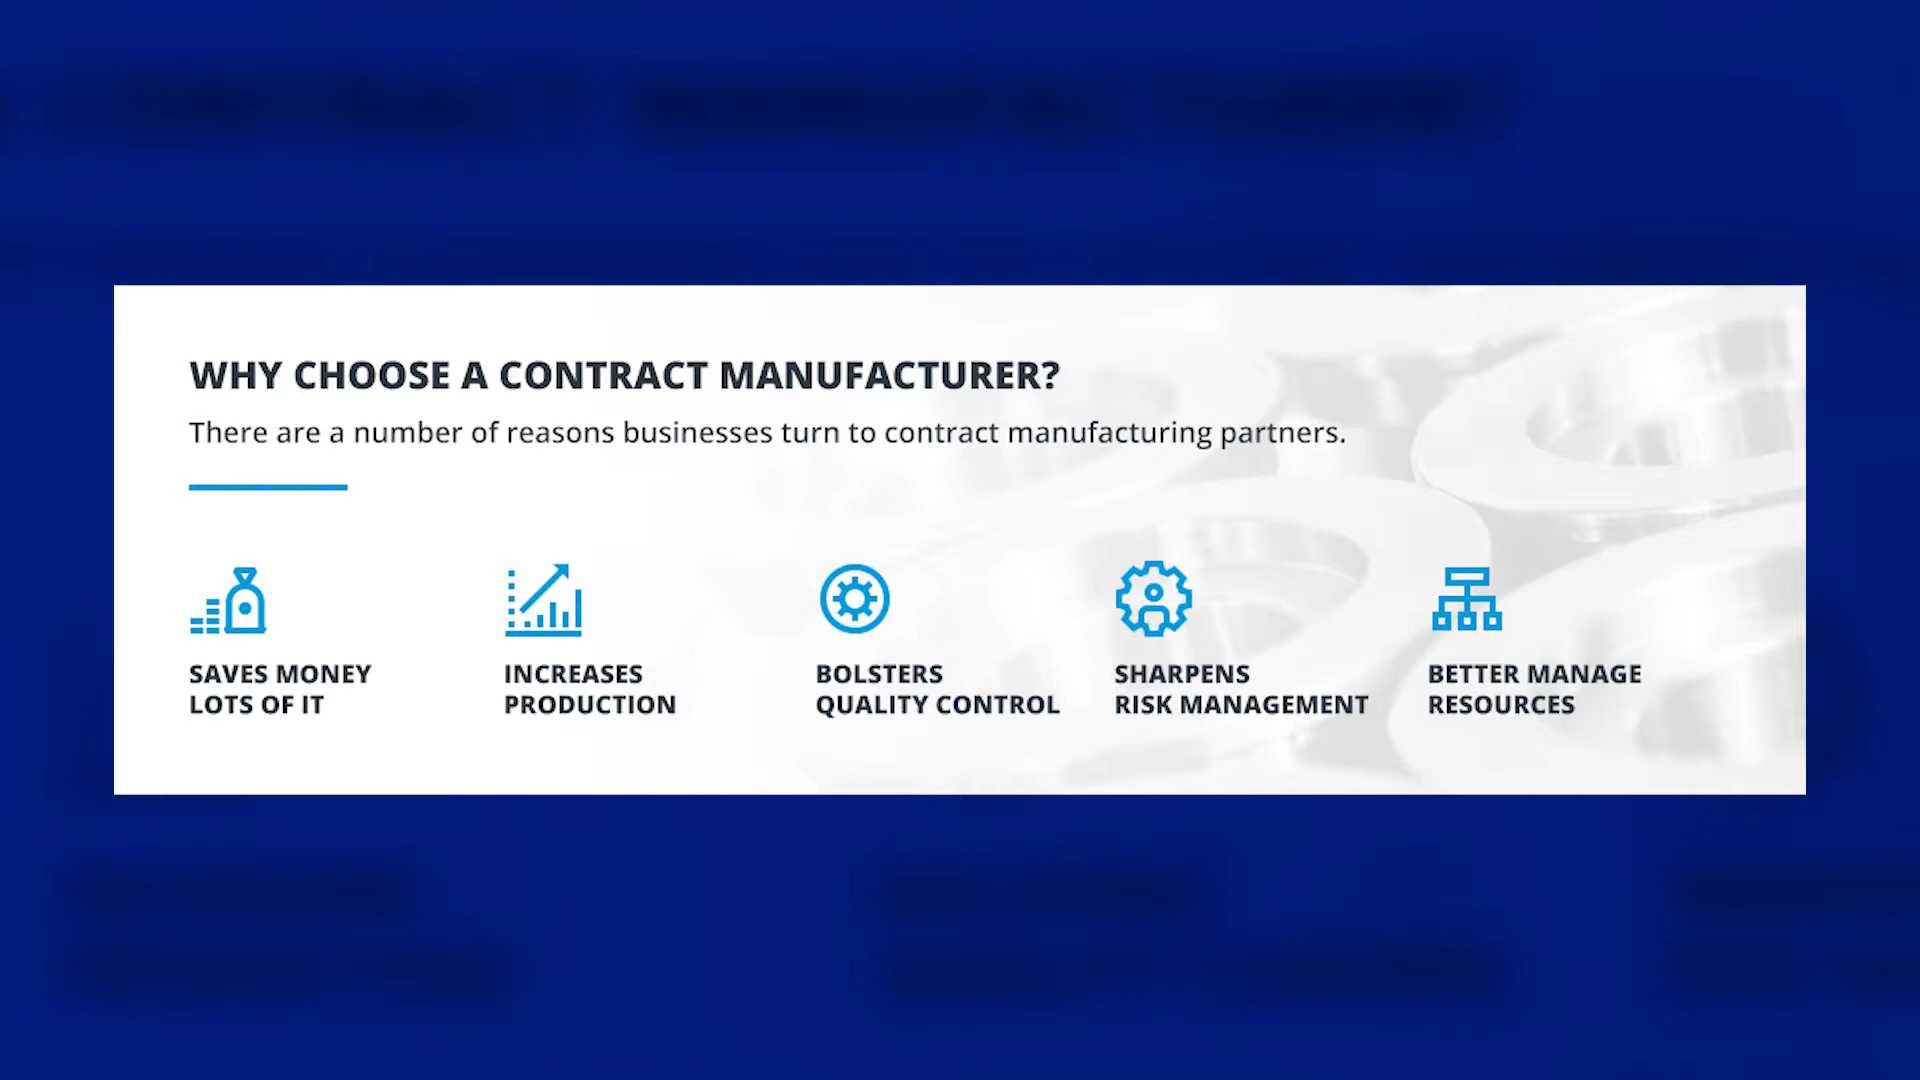 WHY CHOOSE A CONTRACT MANUFACTURER?
There are a number of reasons businesses turn to contract manufacturing partners.
SAVES MONEY
LOTS OF IT
INCREASES
PRODUCTION
BOLSTERS
QUALITY CONTROL
SHARPENS
RISK MANAGEMENT
BETTER MANAGE
RESOURCES